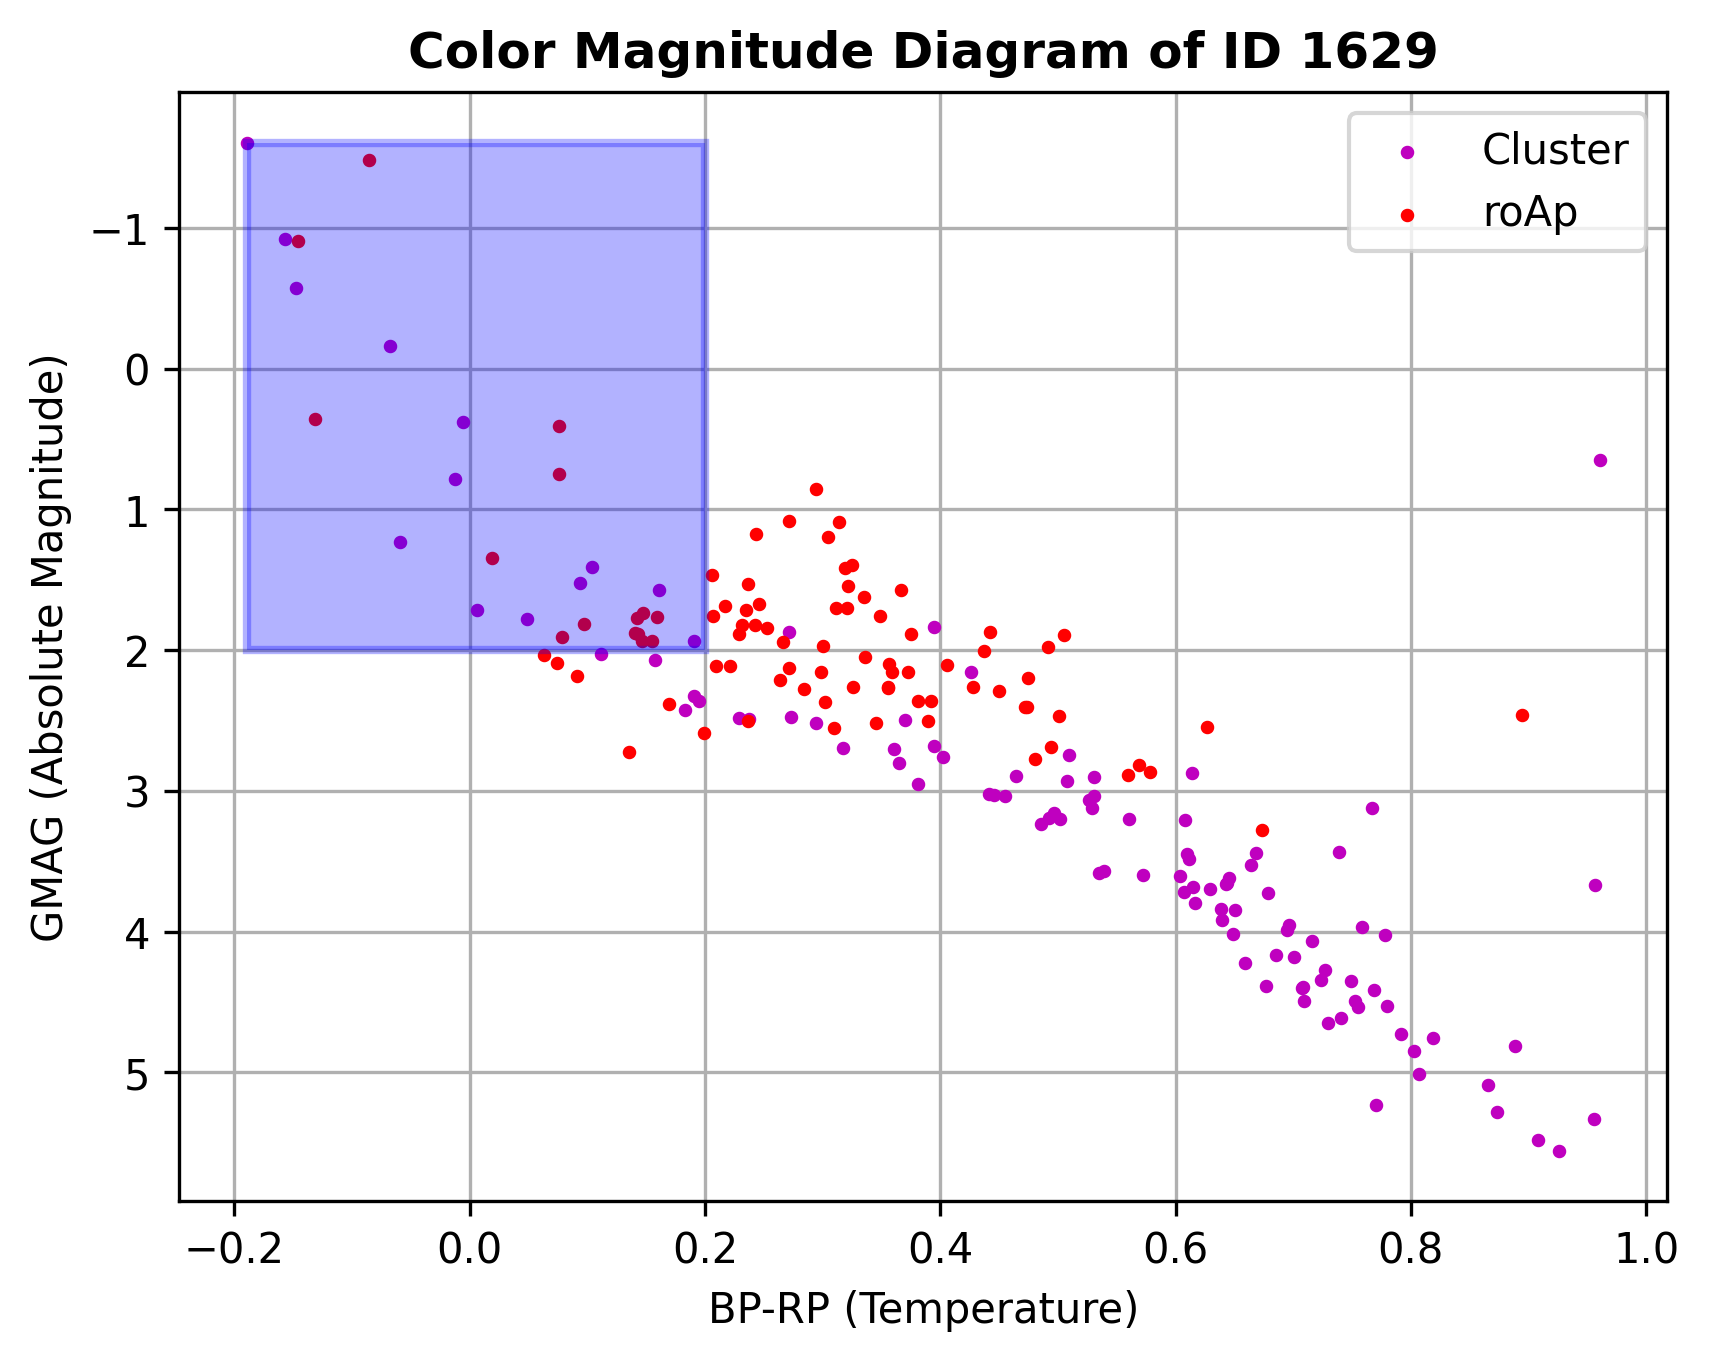 Color Magnitude Diagram of ID 1629
Cluster
roAp
−1
0
1
2
3
4
5
GMAG (Absolute Magnitude)
−0.2 0.0 0.2 0.4 0.6 0.8 1.0
BP-RP (Temperature)